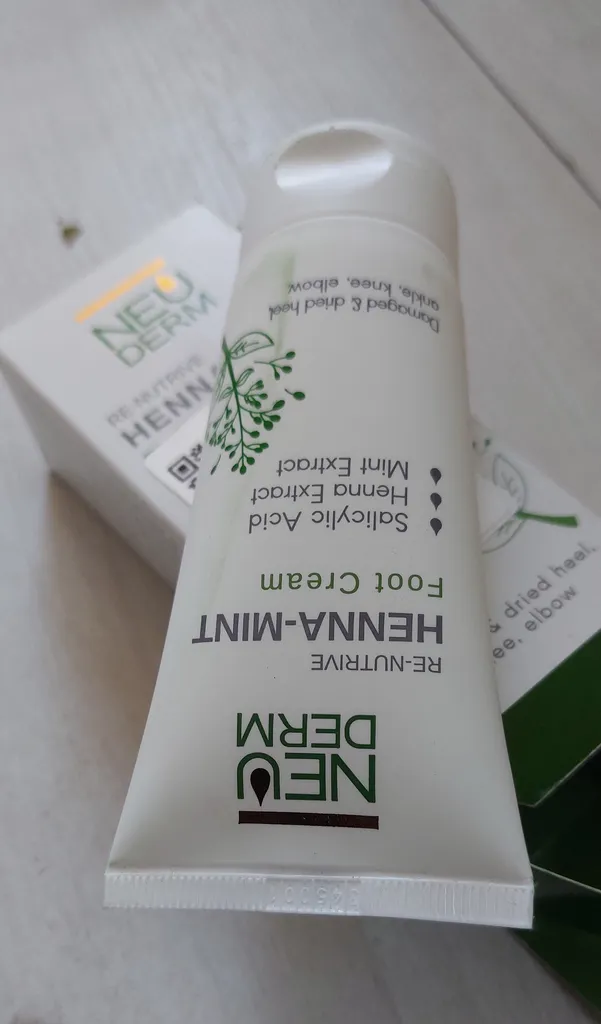 NEU
DERM
RE-NUTRIVE
HENNA-MINT
Foot Cream
Salicylic Acid
Henna Extract
Mint Extract
Damaged & dried heel,
ankle, knee, elbow.
NEU
DERM
RE-NUTRIVE
HENN
& dried heel,
ee, elbow